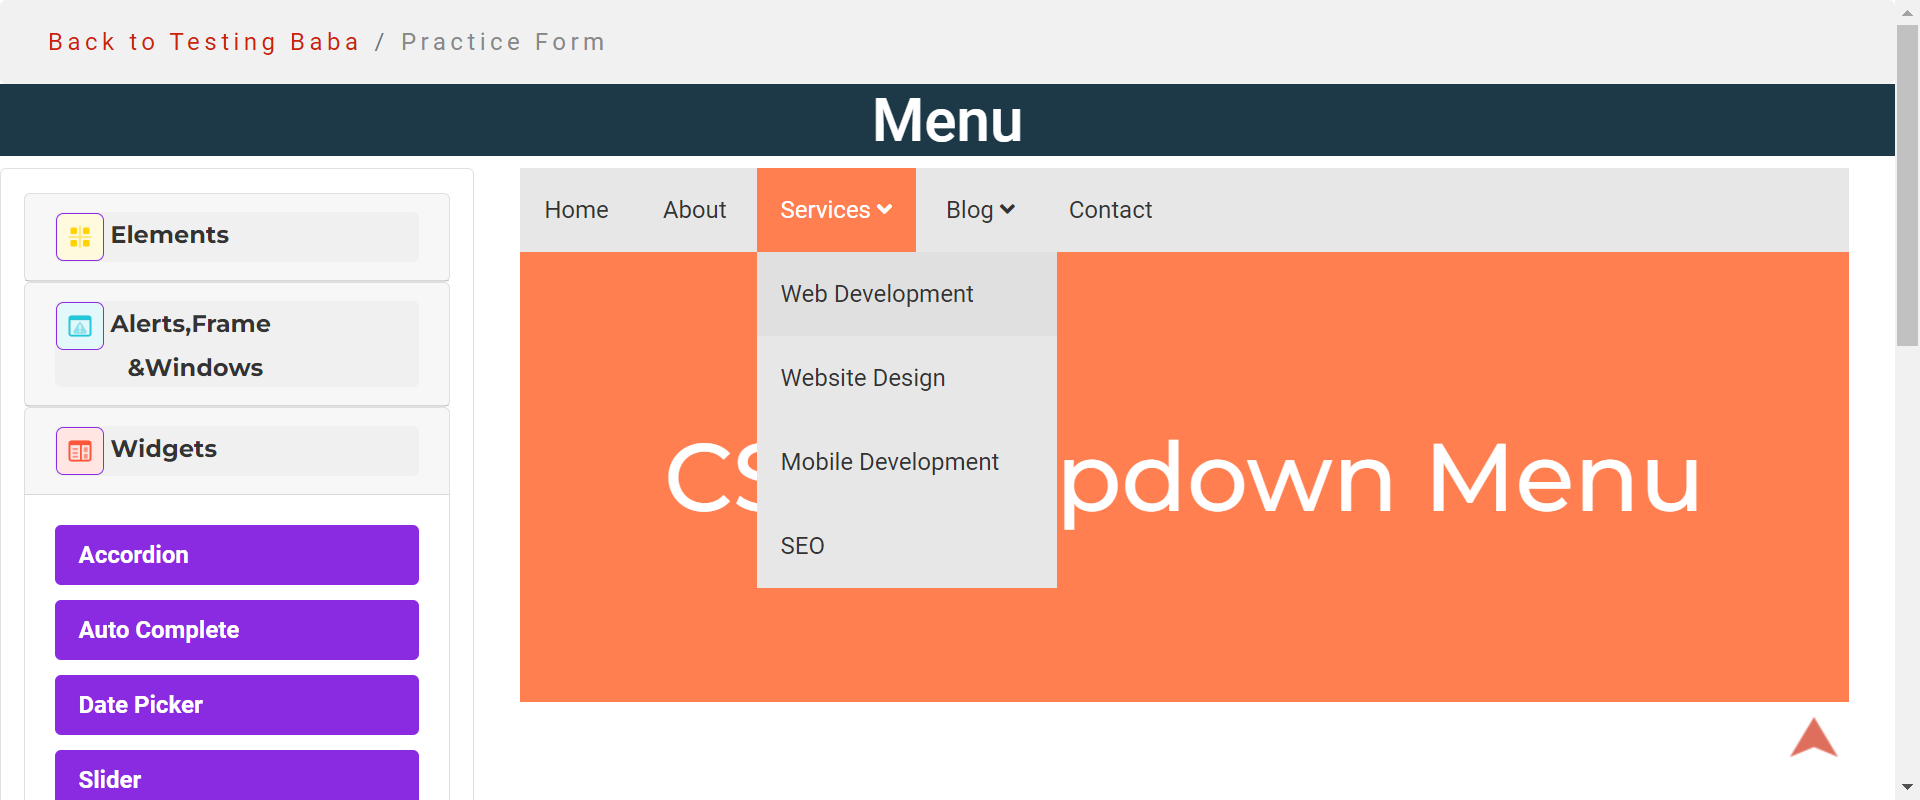 Back to Testing Baba / Practice Form
Menu
Elements
Alerts,Frame
&Windows
Widgets
Accordion
Auto Complete
Date Picker
Slider
Home About Services Blog Contact
Web Development
Website Design
Mobile Development
SEO
CS pdown Menu